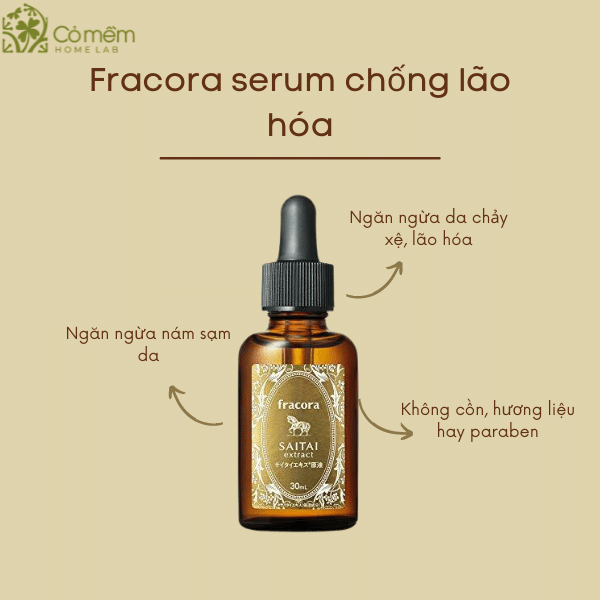 Cỏ mềm
HOME LAB
Fracora serum chống lão
hóa
Ngăn ngừa da chảy
xệ, lão hóa
Ngăn ngừa nám sạm
da
Không cồn, hương liệu
hay paraben
fracora
SAITAI
extract
サイタイエキス*原液
30mL